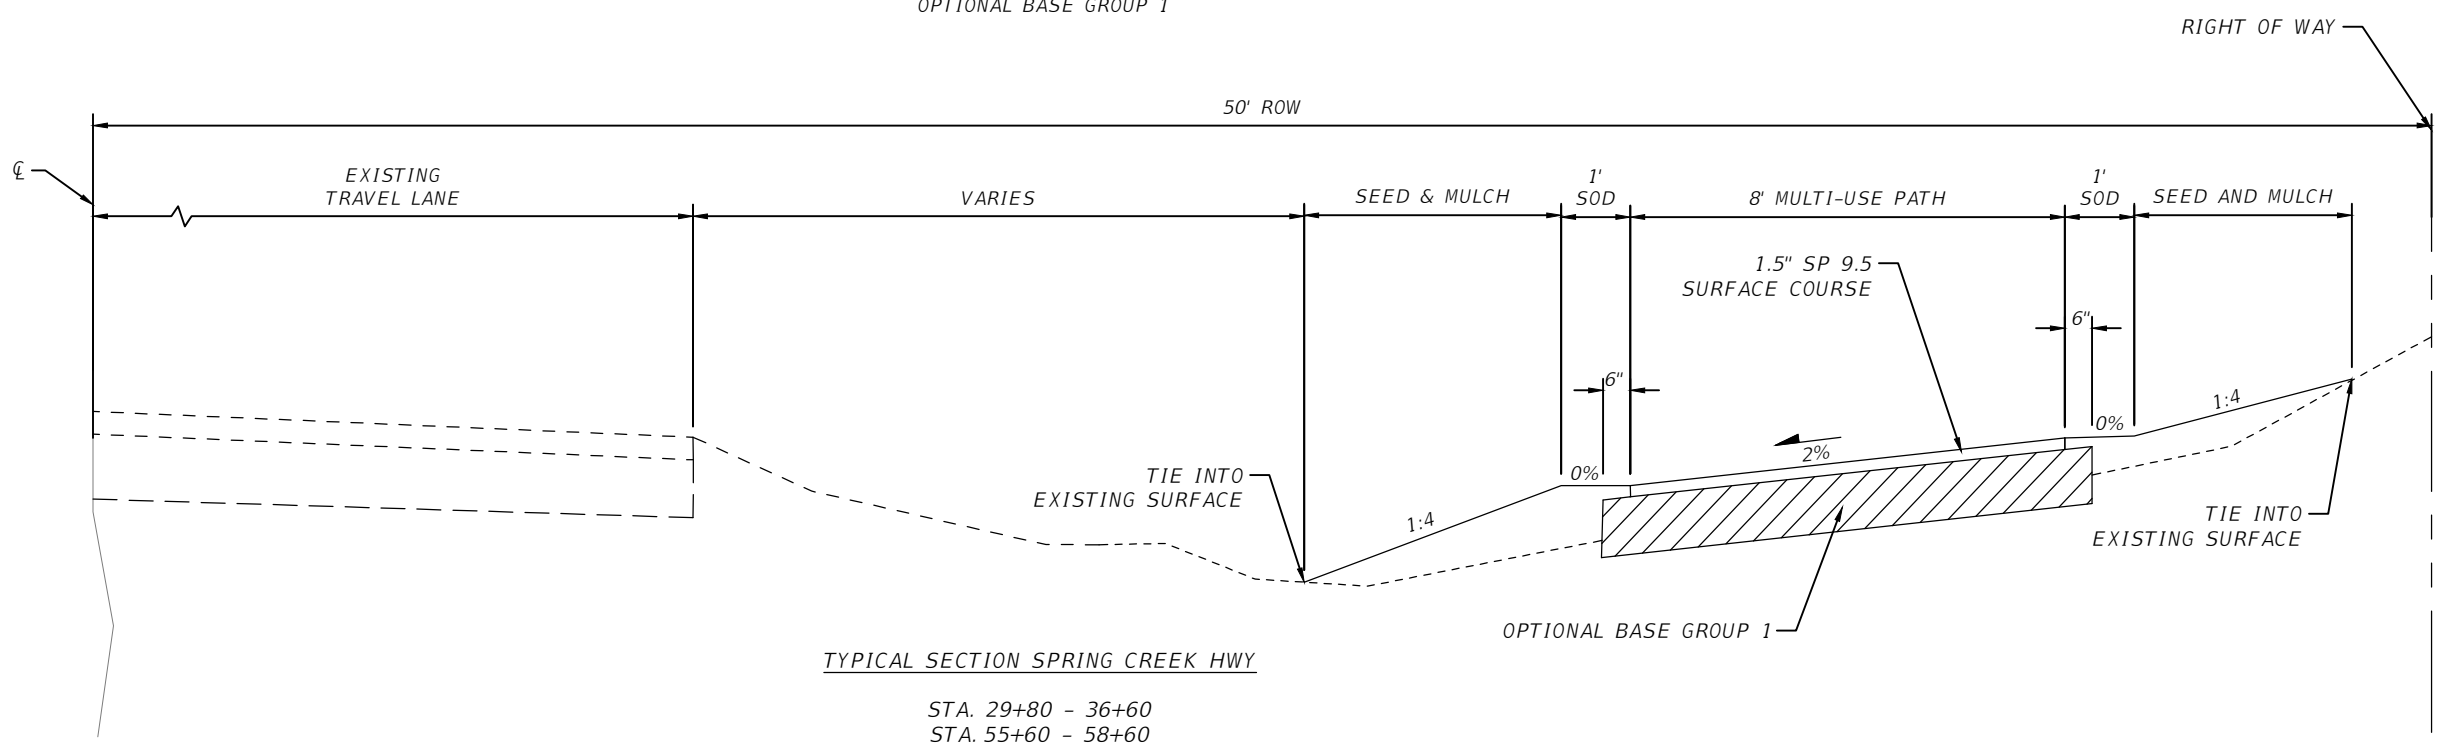 OPTIONAL BASE GROUP 1
RIGHT OF WAY
50' ROW
℄
EXISTING
TRAVEL LANE
VARIES
SEED & MULCH
1'
SOD
8' MULTI-USE PATH
1'
SOD
SEED AND MULCH
1.5" SP 9.5
SURFACE COURSE
6"
6"
1:4
0%
2%
0%
TIE INTO
EXISTING SURFACE
1:4
TIE INTO
EXISTING SURFACE
OPTIONAL BASE GROUP 1
TYPICAL SECTION SPRING CREEK HWY
STA. 29+80 - 36+60
STA. 55+60 - 58+60